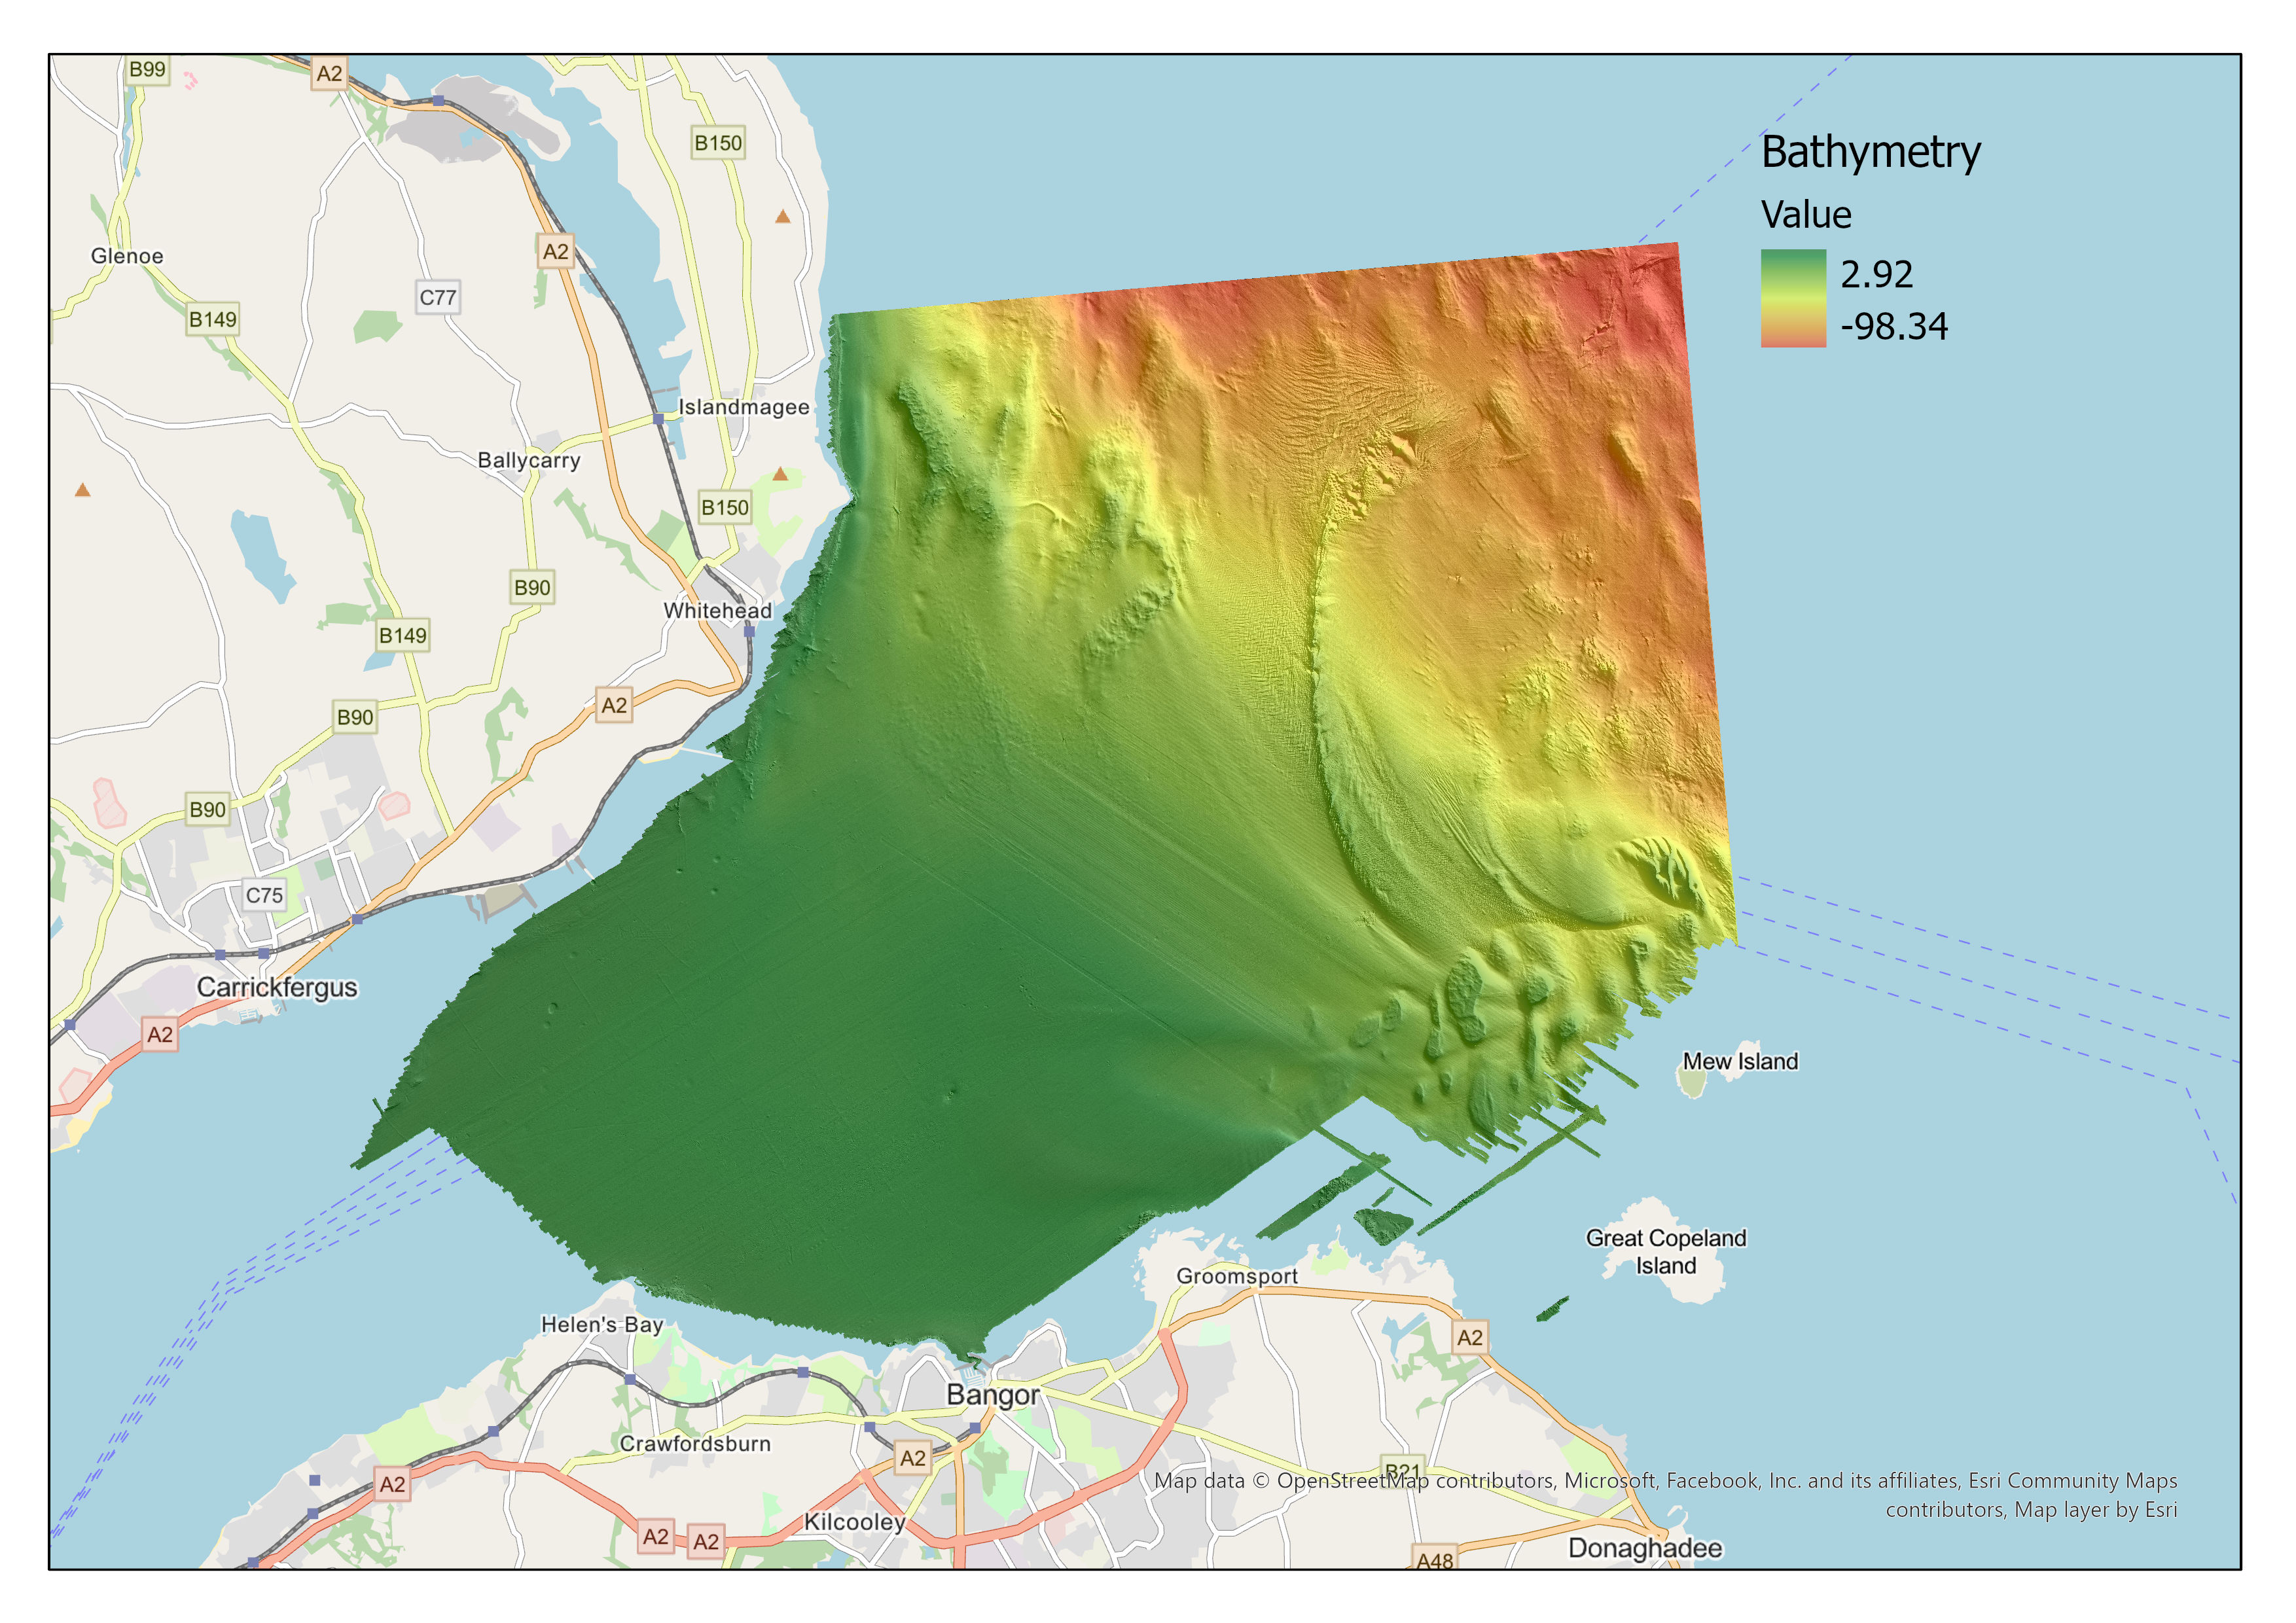 B99
A2
B150
Bathymetry
Value
2.92
-98.34
Glenoe
A2
C77
B149
Islandmagee
Ballycarry
B150
B90
Whitehead
B149
A2
B90
B90
C75
Carrickfergus
A2
Mew Island
Great Copeland
Island
Groomsport
Helen's Bay
A2
Bangor
Crawfordsburn
A2
A2
B21
Map data © OpenStreetMap contributors, Microsoft, Facebook, Inc. and its affiliates, Esri Community Maps
contributors, Map layer by Esri
Kilcooley
A2
A2
Donaghadee
A48